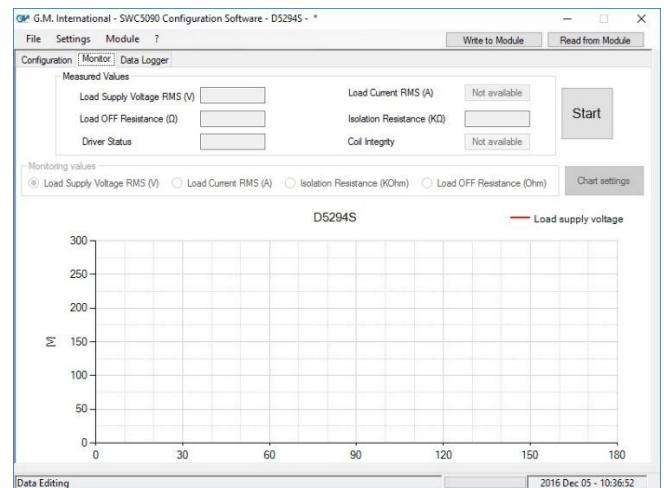 G.M. International - SWC5090 Configuration Software - D5294S - *
File Settings Module ? Write to Module Read from Module
Configuration Monitor Data Logger
Measured Values
Load Supply Voltage RMS (V) Load Current RMS (A) Not available
Start
Load OFF Resistance (Ω) Isolation Resistance (KΩ)
Driver Status Coil Integrity Not available
Monitoring values
Load Supply Voltage RMS (V) Load Current RMS (A) Isolation Resistance (KOhm) Load OFF Resistance (Ohm) Chart settings
D5294S
Load supply voltage
300
250
200
150
[V]
100
50
0
0 30 60 90 120 150 180
Data Editing 2016 Dec 05 - 10:36:52